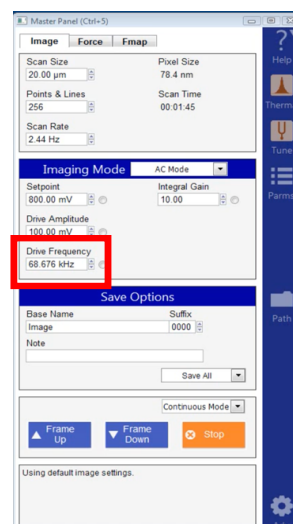 Master Panel (Ctrl+5)
Image Force Fmap
Help
Scan Size Pixel Size
20.00 µm 78.4 nm
Points & Lines Scan Time
256 00:01:45
Scan Rate
2.44 Hz
Tune
Imaging Mode AC Mode
Setpoint Integral Gain
800.00 mV 10.00
Parms
Drive Amplitude
100.00 mV
Drive Frequency
68.676 kHz
Save Options
Base Name Suffix
Image 0000
Path
Note
Save All
Continuous Mode
Frame Up Frame Down Stop
Using default image settings.